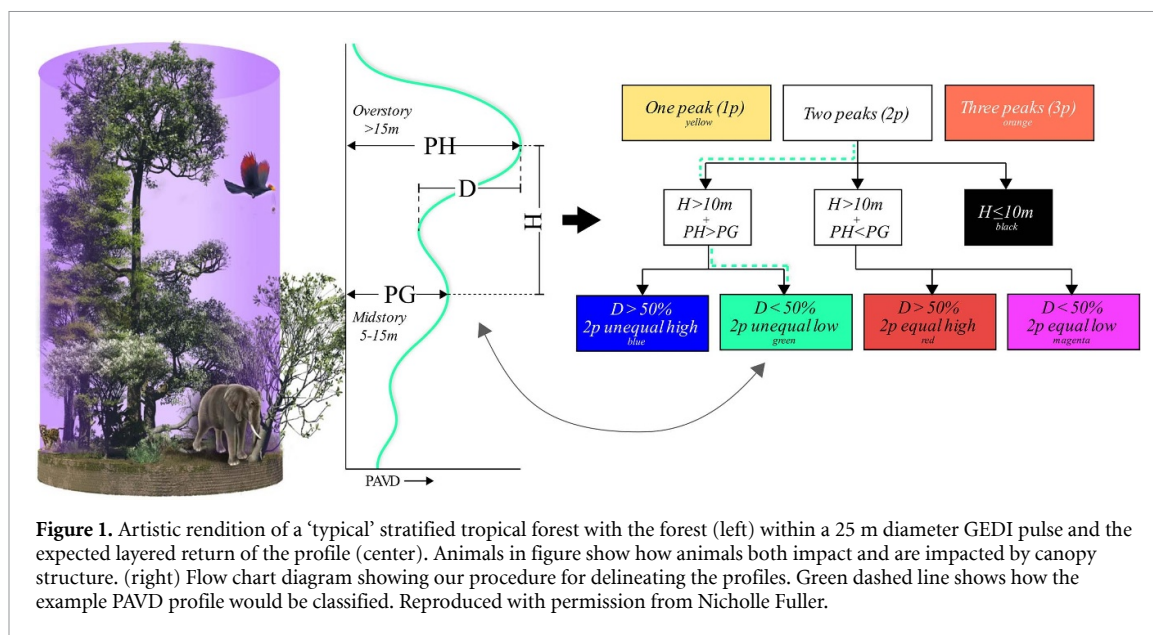 Overstory
>15m
PH
D
H
PG
Midstory
5-15m
PAVD
One peak (1p)
yellow
Two peaks (2p)
Three peaks (3p)
orange
H>10m
+
PH>PG
H>10m
+
PH<PG
H≤10m
black
D > 50%
2p unequal high
blue
D < 50%
2p unequal low
green
D > 50%
2p equal high
red
D < 50%
2p equal low
magenta
Figure 1. Artistic rendition of a ‘typical’ stratified tropical forest with the forest (left) within a 25 m diameter GEDI pulse and the
expected layered return of the profile (center). Animals in figure show how animals both impact and are impacted by canopy
structure. (right) Flow chart diagram showing our procedure for delineating the profiles. Green dashed line shows how the
example PAVD profile would be classified. Reproduced with permission from Nicholle Fuller.